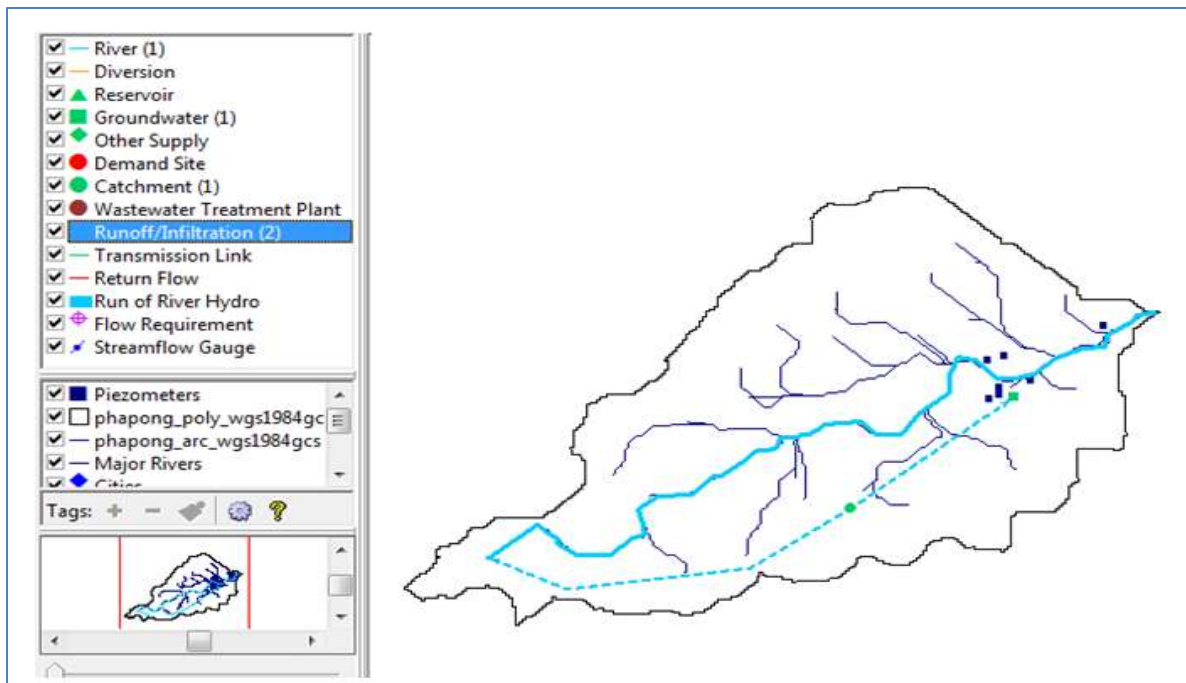 River (1)
Diversion
Reservoir
Groundwater (1)
Other Supply
Demand Site
Catchment (1)
Wastewater Treatment Plant
Runoff/Infiltration (2)
Transmission Link
Return Flow
Run of River Hydro
Flow Requirement
Streamflow Gauge
Piezometers
phapong_poly_wgs1984gc
phapong_arc_wgs1984gcs
Major Rivers
Cities
Tags: